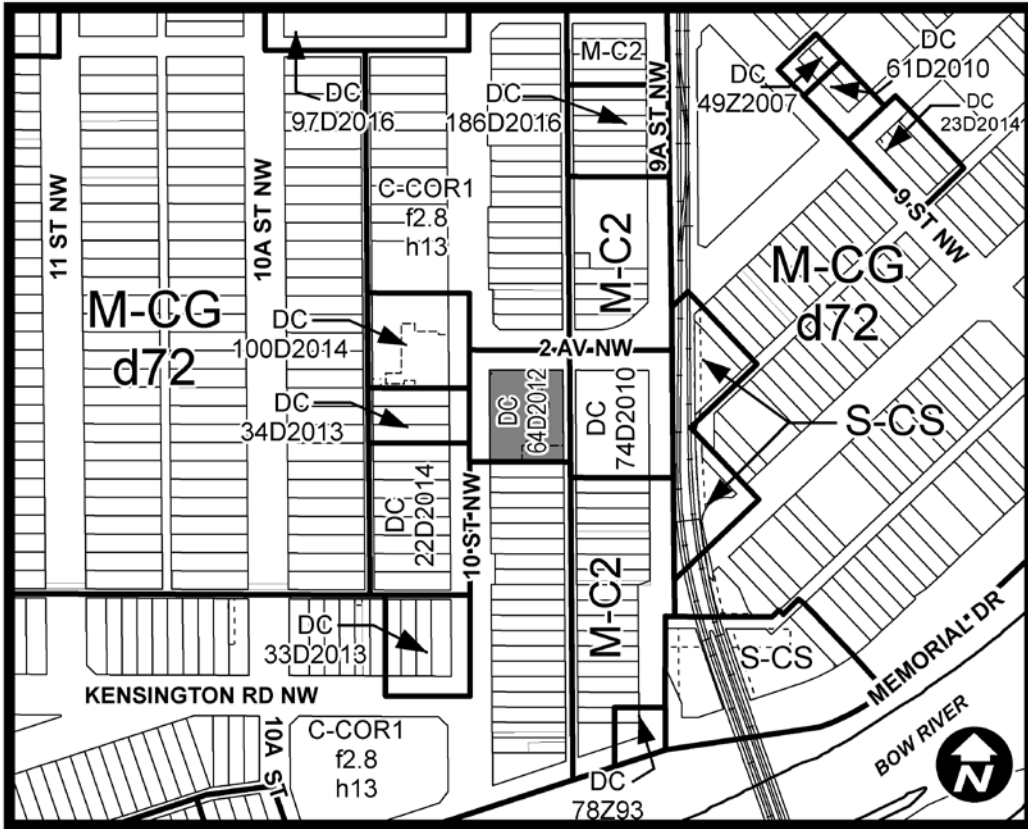 M-C2
DC
61D2010
DC
49Z2007
DC
23D2014
DC
97D2016
DC
186D2016
9A ST NW
C-COR1
f2.8
h13
11 ST NW
10A ST NW
9 ST NW
M-C2
M-CG
d72
M-CG
d72
DC
100D2014
2 AV NW
DC
34D2013
DC
64D2012
DC
74D2010
S-CS
DC
22D2014
10 ST NW
M-C2
DC
33D2013
S-CS
MEMORIAL DR
KENSINGTON RD NW
10A ST
C-COR1
f2.8
h13
BOW RIVER
DC
78Z93
N